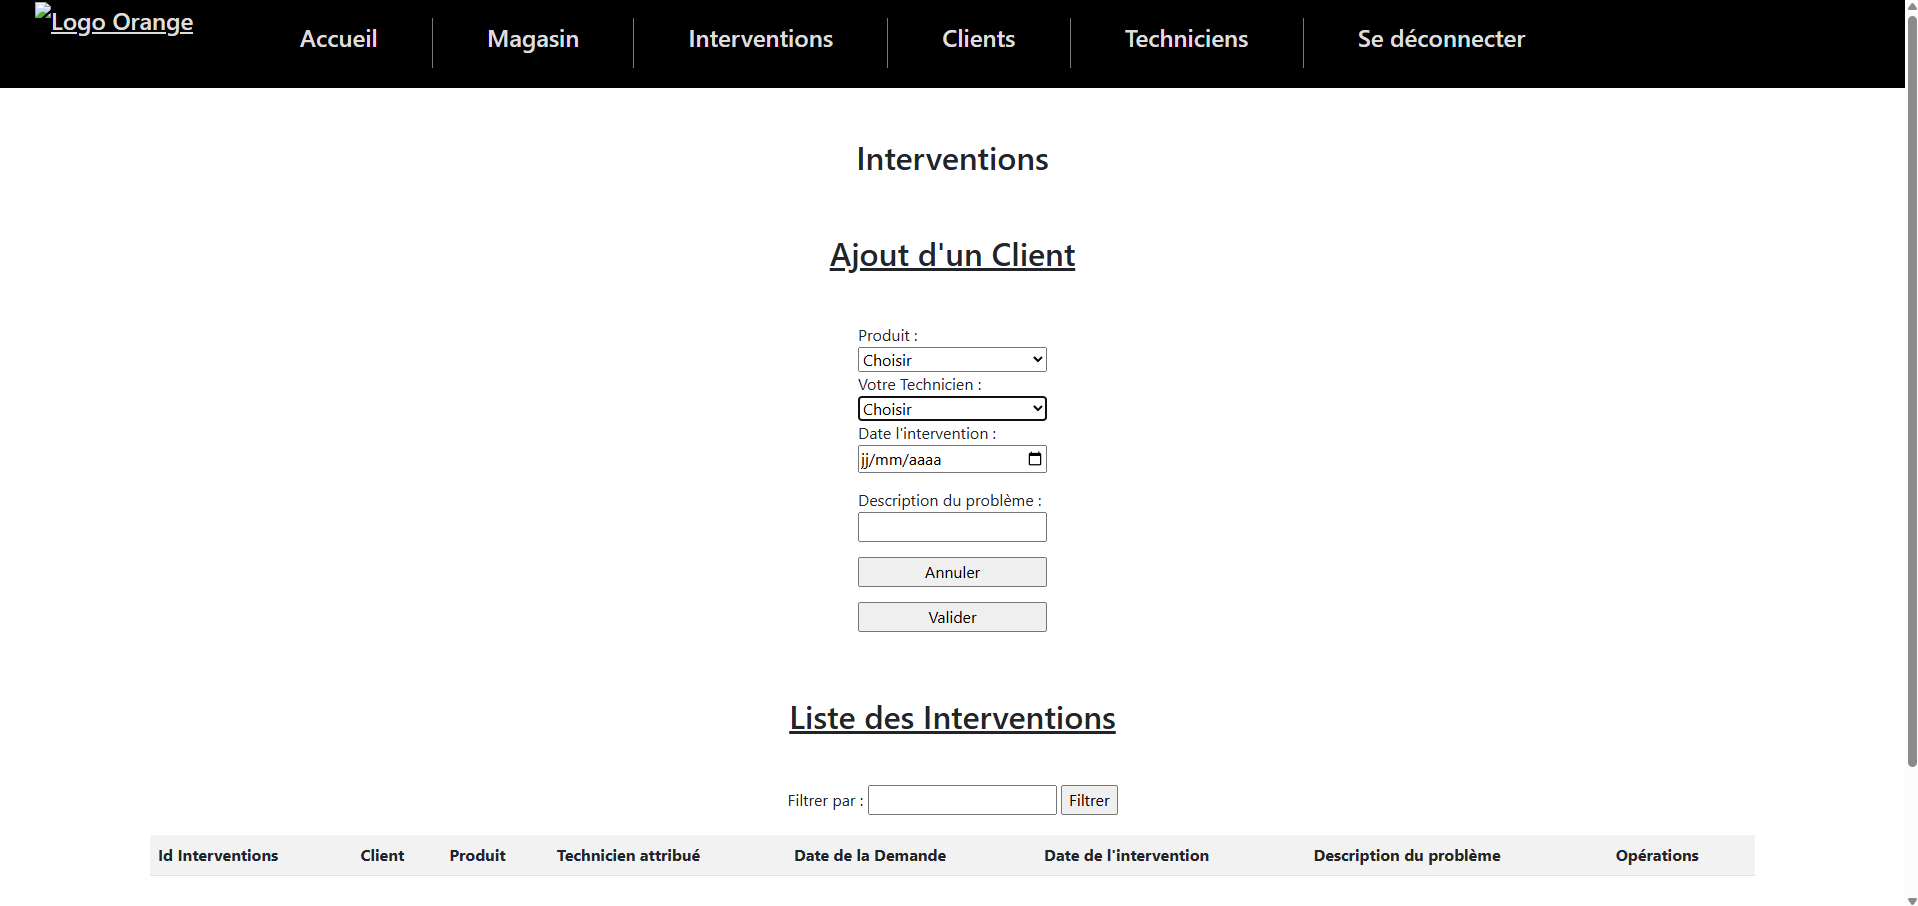 Logo Orange
Accueil
Magasin
Interventions
Clients
Techniciens
Se déconnecter
Interventions
Ajout d'un Client
Produit :
Choisir
Votre Technicien :
Choisir
Date l'intervention :
jj/mm/aaaa
Description du problème :
Annuler
Valider
Liste des Interventions
Filtrer par : Filtrer
Id Interventions Client Produit Technicien attribué Date de la Demande Date de l'intervention Description du problème Opérations